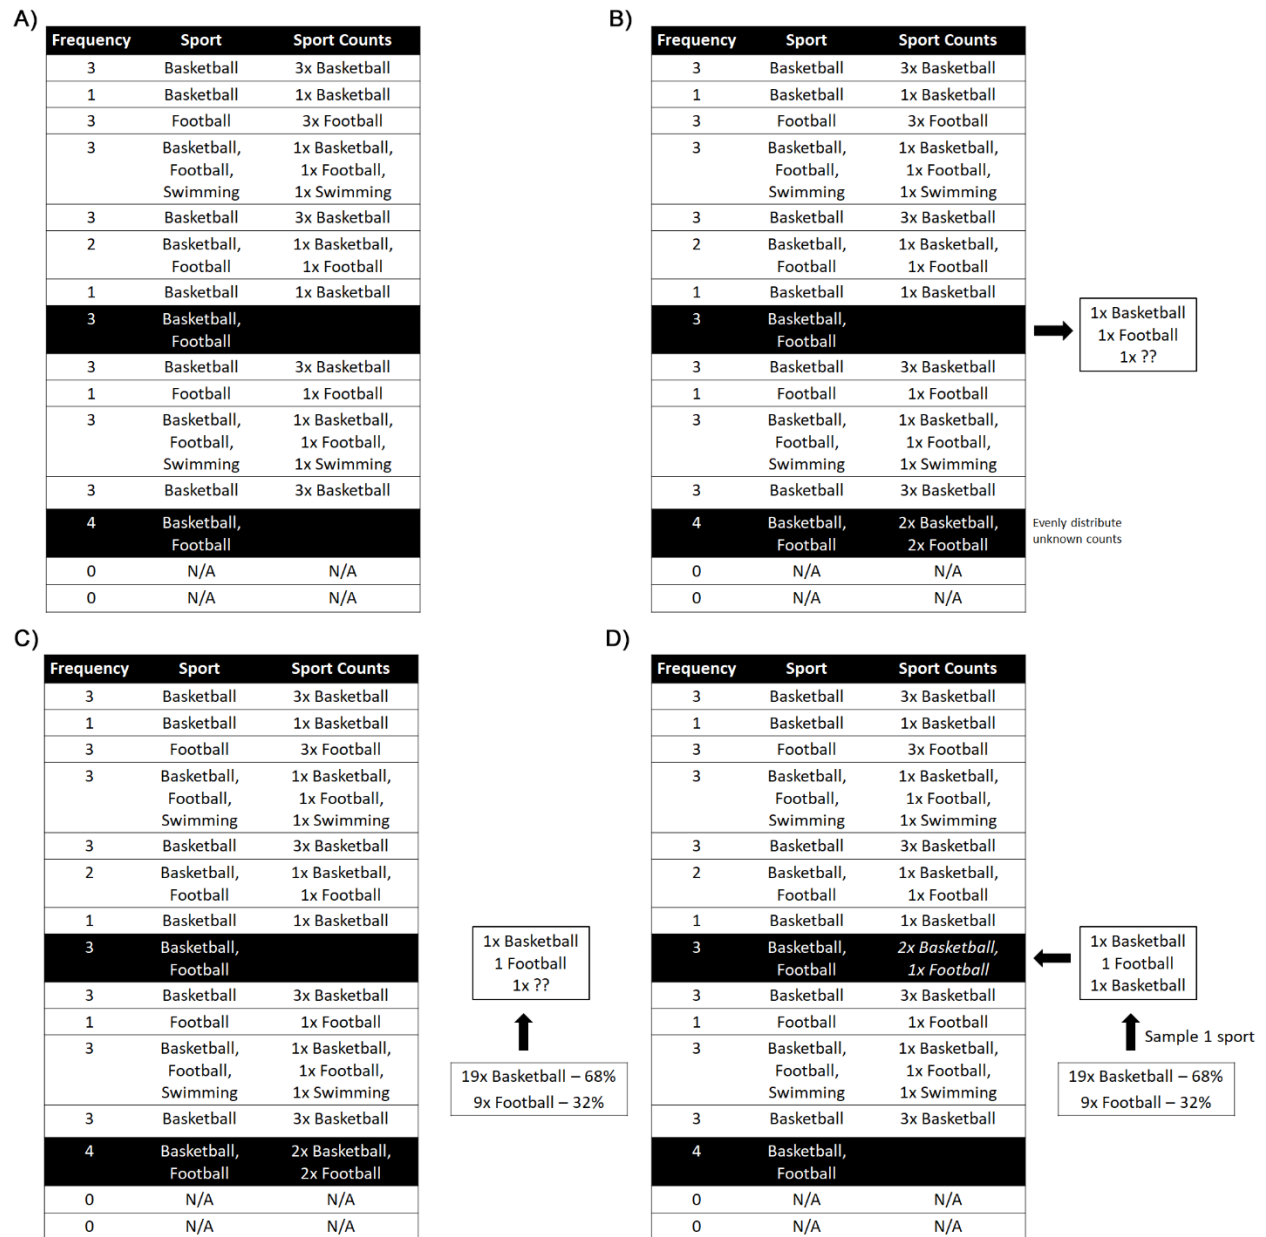 A)
Frequency Sport Sport Counts
3 Basketball 3x Basketball
1 Basketball 1x Basketball
3 Football 3x Football
3 Basketball, 1x Basketball,
Football, 1x Football,
Swimming 1x Swimming
3 Basketball 3x Basketball
2 Basketball, 1x Basketball,
Football 1x Football
1 Basketball 1x Basketball
3 Basketball,
Football
3 Basketball 3x Basketball
1 Football 1x Football
3 Basketball, 1x Basketball,
Football, 1x Football,
Swimming 1x Swimming
3 Basketball 3x Basketball
4 Basketball,
Football
0 N/A N/A
0 N/A N/A
B)
Frequency Sport Sport Counts
3 Basketball 3x Basketball
1 Basketball 1x Basketball
3 Football 3x Football
3 Basketball, 1x Basketball,
Football, 1x Football,
Swimming 1x Swimming
3 Basketball 3x Basketball
2 Basketball, 1x Basketball,
Football 1x Football
1 Basketball 1x Basketball
3 Basketball,
Football
3 Basketball 3x Basketball
1 Football 1x Football
3 Basketball, 1x Basketball,
Football, 1x Football,
Swimming 1x Swimming
3 Basketball 3x Basketball
4 Basketball, 2x Basketball,
Football 2x Football
0 N/A N/A
0 N/A N/A
1x Basketball
1x Football
1x ??
Evenly distribute
unknown counts
C)
Frequency Sport Sport Counts
3 Basketball 3x Basketball
1 Basketball 1x Basketball
3 Football 3x Football
3 Basketball, 1x Basketball,
Football, 1x Football,
Swimming 1x Swimming
3 Basketball 3x Basketball
2 Basketball, 1x Basketball,
Football 1x Football
1 Basketball 1x Basketball
3 Basketball,
Football
3 Basketball 3x Basketball
1 Football 1x Football
3 Basketball, 1x Basketball,
Football, 1x Football,
Swimming 1x Swimming
3 Basketball 3x Basketball
4 Basketball, 2x Basketball,
Football 2x Football
0 N/A N/A
0 N/A N/A
1x Basketball
1 Football
1x ??
19x Basketball – 68%
9x Football – 32%
D)
Frequency Sport Sport Counts
3 Basketball 3x Basketball
1 Basketball 1x Basketball
3 Football 3x Football
3 Basketball, 1x Basketball,
Football, 1x Football,
Swimming 1x Swimming
3 Basketball 3x Basketball
2 Basketball, 1x Basketball,
Football 1x Football
1 Basketball 1x Basketball
3 Basketball, 2x Basketball,
Football 1x Football
3 Basketball 3x Basketball
1 Football 1x Football
3 Basketball, 1x Basketball,
Football, 1x Football,
Swimming 1x Swimming
3 Basketball 3x Basketball
4 Basketball,
Football
0 N/A N/A
0 N/A N/A
1x Basketball
1 Football
1x Basketball
Sample 1 sport
19x Basketball – 68%
9x Football – 32%